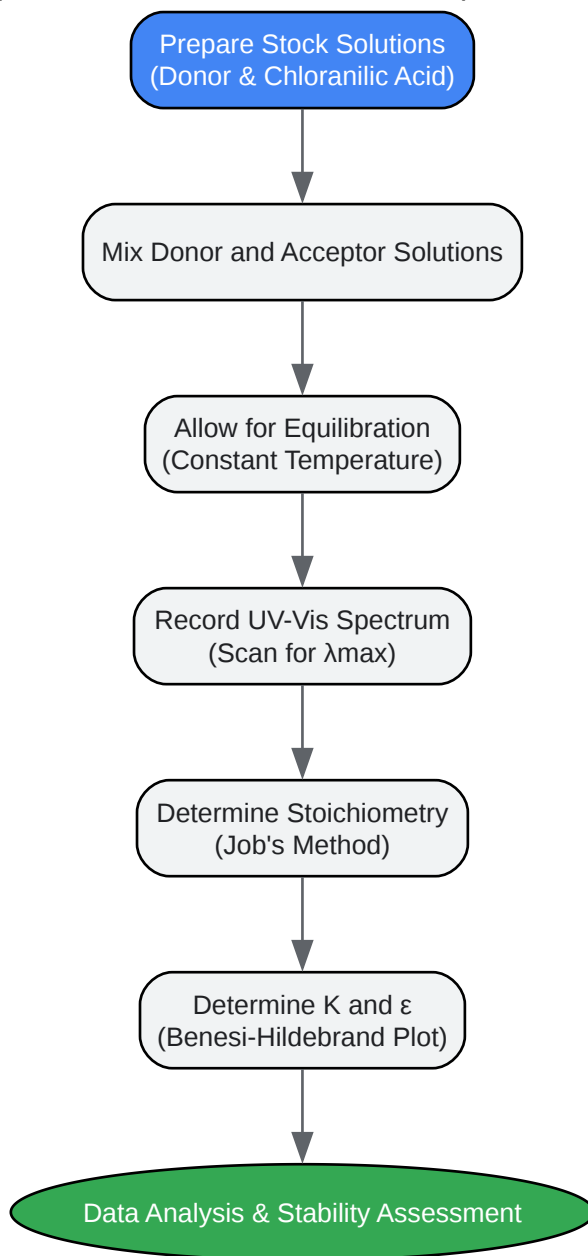 Prepare Stock Solutions
(Donor & Chloranilic Acid)
Mix Donor and Acceptor Solutions
Allow for Equilibration
(Constant Temperature)
Record UV-Vis Spectrum
(Scan for λmax)
Determine Stoichiometry
(Job's Method)
Determine K and ε
(Benesi-Hildebrand Plot)
Data Analysis & Stability Assessment